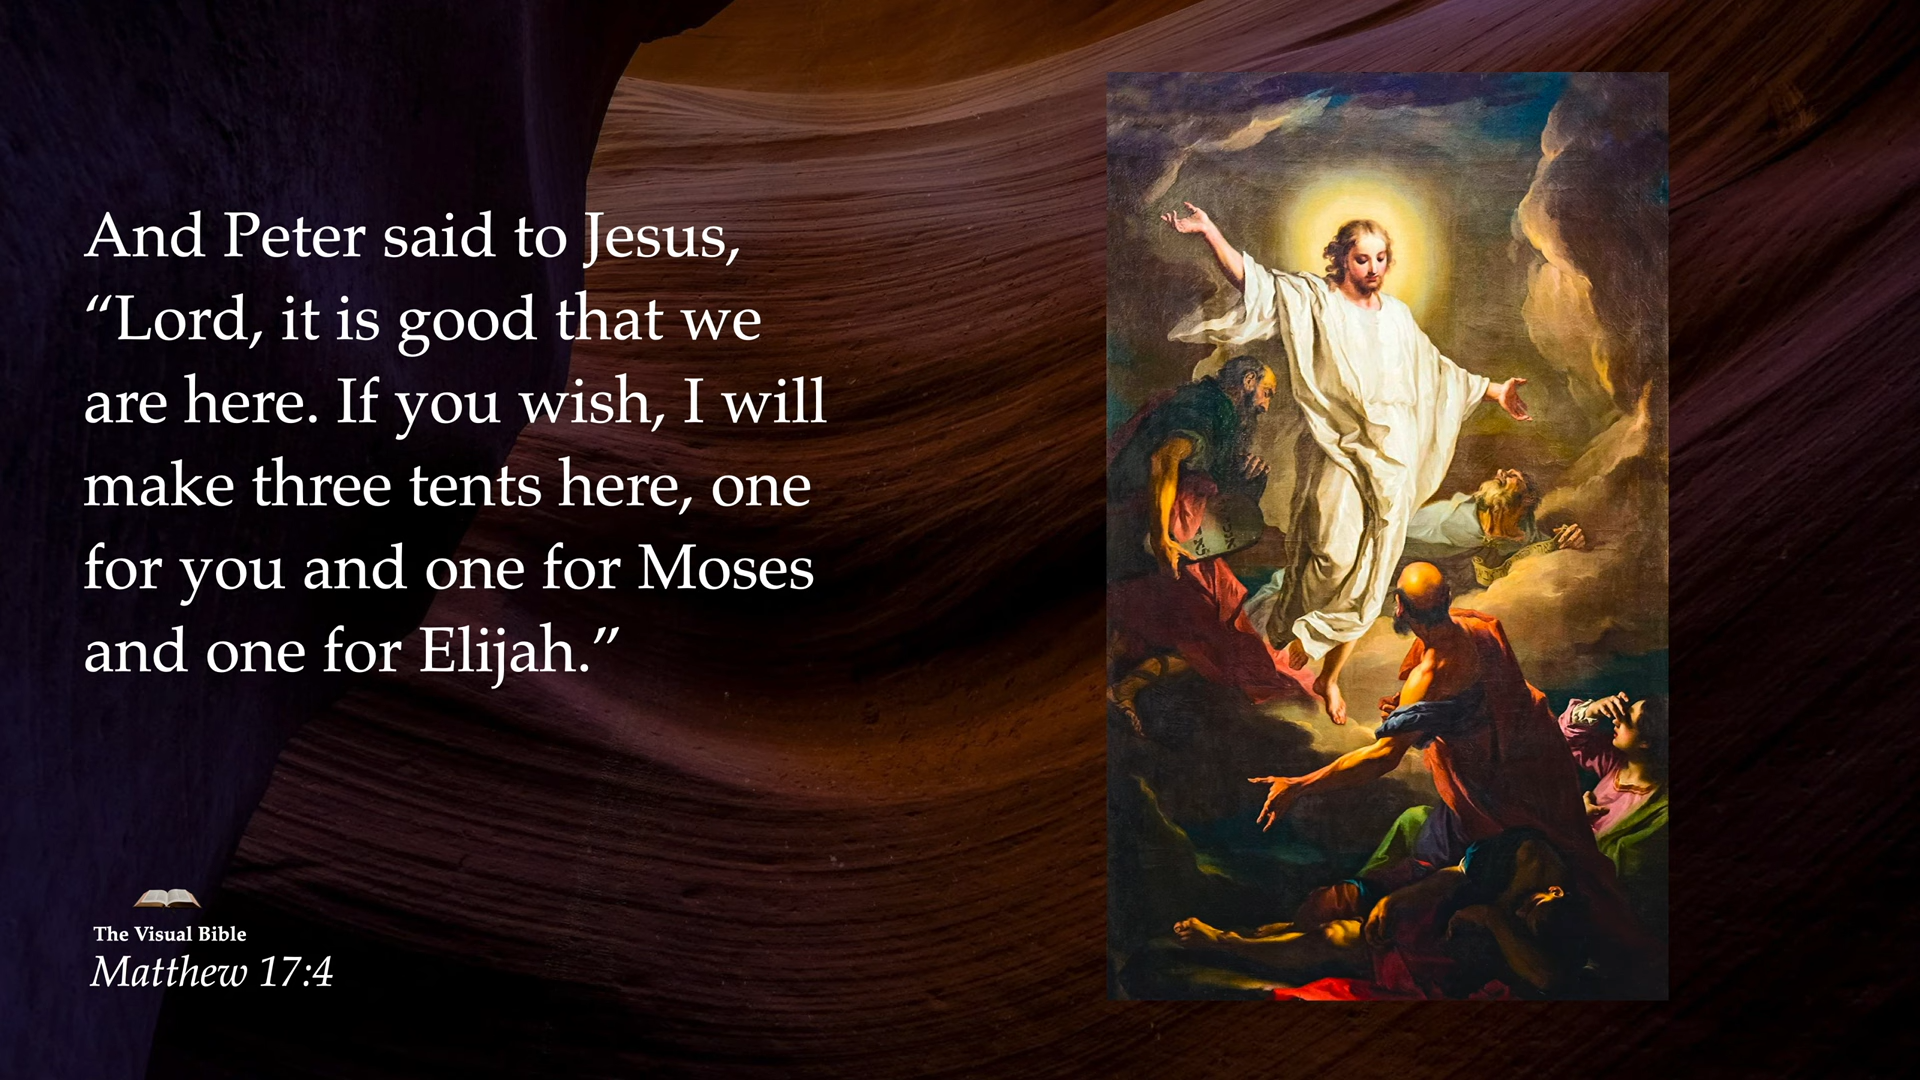 And Peter said to Jesus,
“Lord, it is good that we
are here. If you wish, I will
make three tents here, one
for you and one for Moses
and one for Elijah.”
The Visual Bible
Matthew 17:4